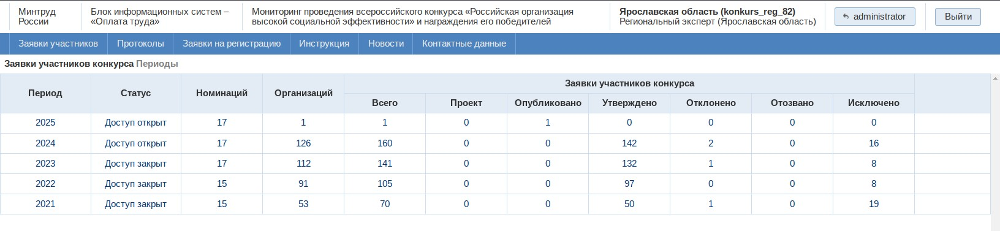 Минтруд
России
Блок информационных систем –
«Оплата труда»
Мониторинг проведения всероссийского конкурса «Российская организация
высокой социальной эффективности» и награждения его победителей
Ярославская область (konkurs_reg_82)
Региональный эксперт (Ярославская область)
administrator
Выйти
Заявки участников Протоколы Заявки на регистрацию Инструкция Новости Контактные данные
Заявки участников конкурса Периоды
Период Статус Номинаций Организаций Заявки участников конкурса
Всего Проект Опубликовано Утверждено Отклонено Отозвано Исключено
2025 Доступ открыт 17 1 1 0 1 0 0 0 0
2024 Доступ открыт 17 126 160 0 0 142 2 0 16
2023 Доступ закрыт 17 112 141 0 0 132 1 0 8
2022 Доступ закрыт 15 91 105 0 0 97 0 0 8
2021 Доступ закрыт 15 53 70 0 0 50 1 0 19